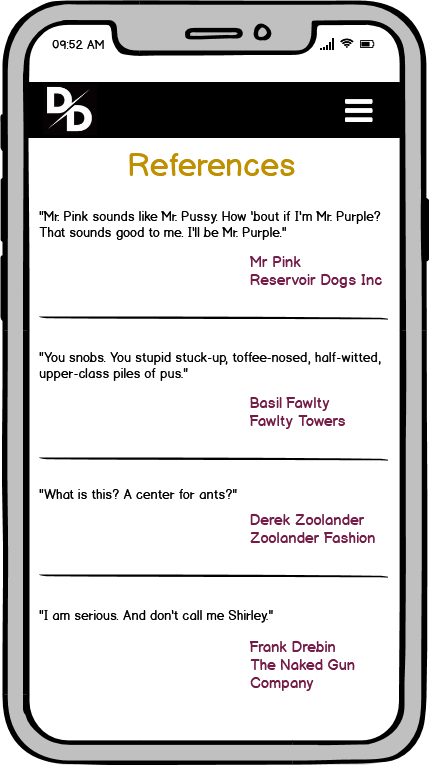 09:52 AM
D
D
References
"Mr. Pink sounds like Mr. Pussy. How 'bout if I'm Mr. Purple?
That sounds good to me. I'll be Mr. Purple."
Mr Pink
Reservoir Dogs Inc
"You snobs. You stupid stuck-up, toffee-nosed, half-witted,
upper-class piles of pus."
Basil Fawlty
Fawlty Towers
"What is this? A center for ants?"
Derek Zoolander
Zoolander Fashion
"I am serious. And don't call me Shirley."
Frank Drebin
The Naked Gun
Company